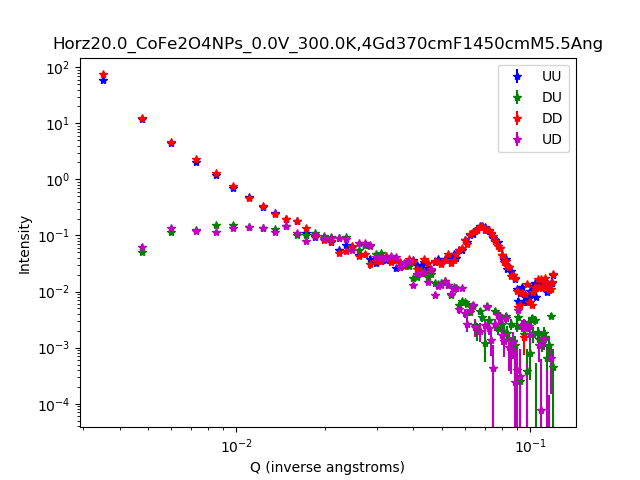 Horz20.0_CoFe2O4NPs_0.0V_300.0K,4Gd370cmF1450cmM5.5Ang
UU
DU
DD
UD
10²
10¹
10⁰
10⁻¹
10⁻²
10⁻³
10⁻⁴
Intensity
10⁻²
10⁻¹
Q (inverse angstroms)